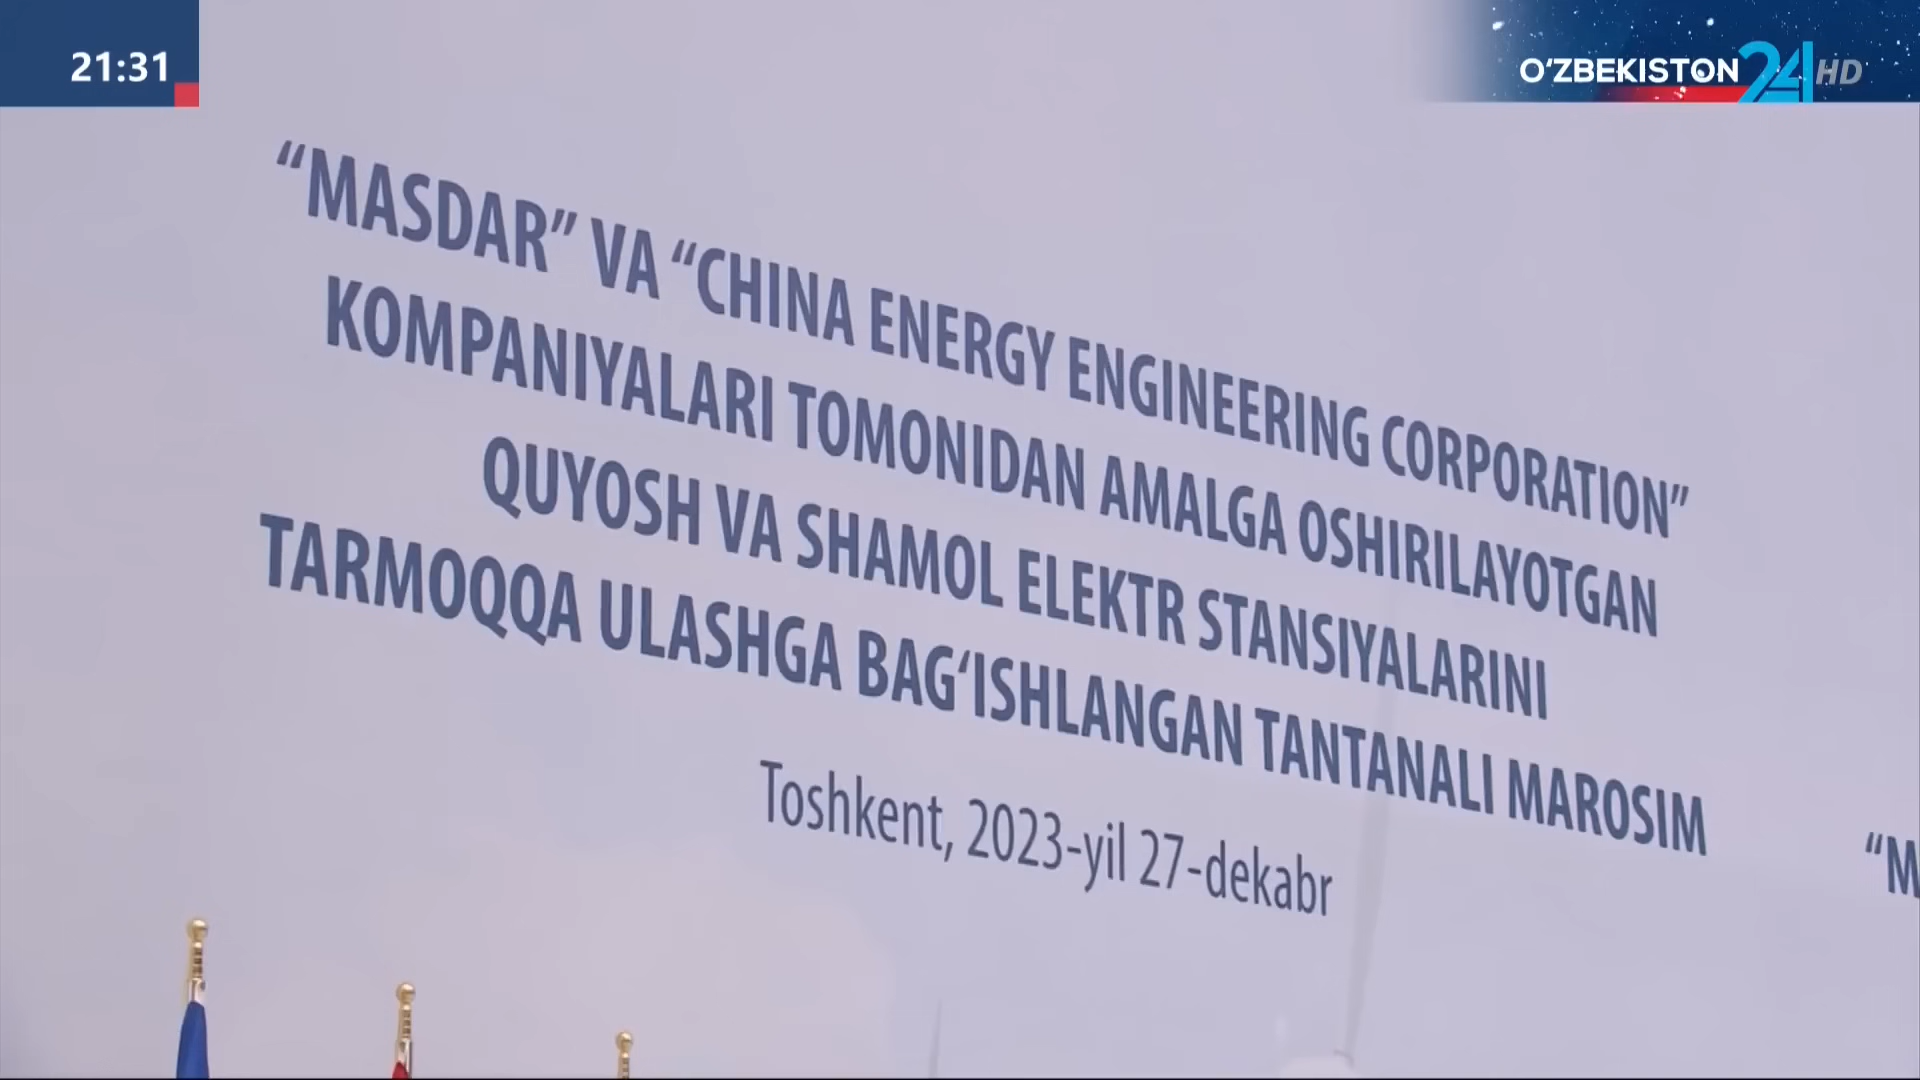 21:31
O‘ZBEKISTON 24 HD
“MASDAR” VA “CHINA ENERGY ENGINEERING CORPORATION”
KOMPANIYALARI TOMONIDAN AMALGA OSHIRILAYOTGAN
QUYOSH VA SHAMOL ELEKTR STANSIYALARINI
TARMOQQA ULASHGA BAG‘ISHLANGAN TANTANALI MAROSIM
Toshkent, 2023-yil 27-dekabr
“M